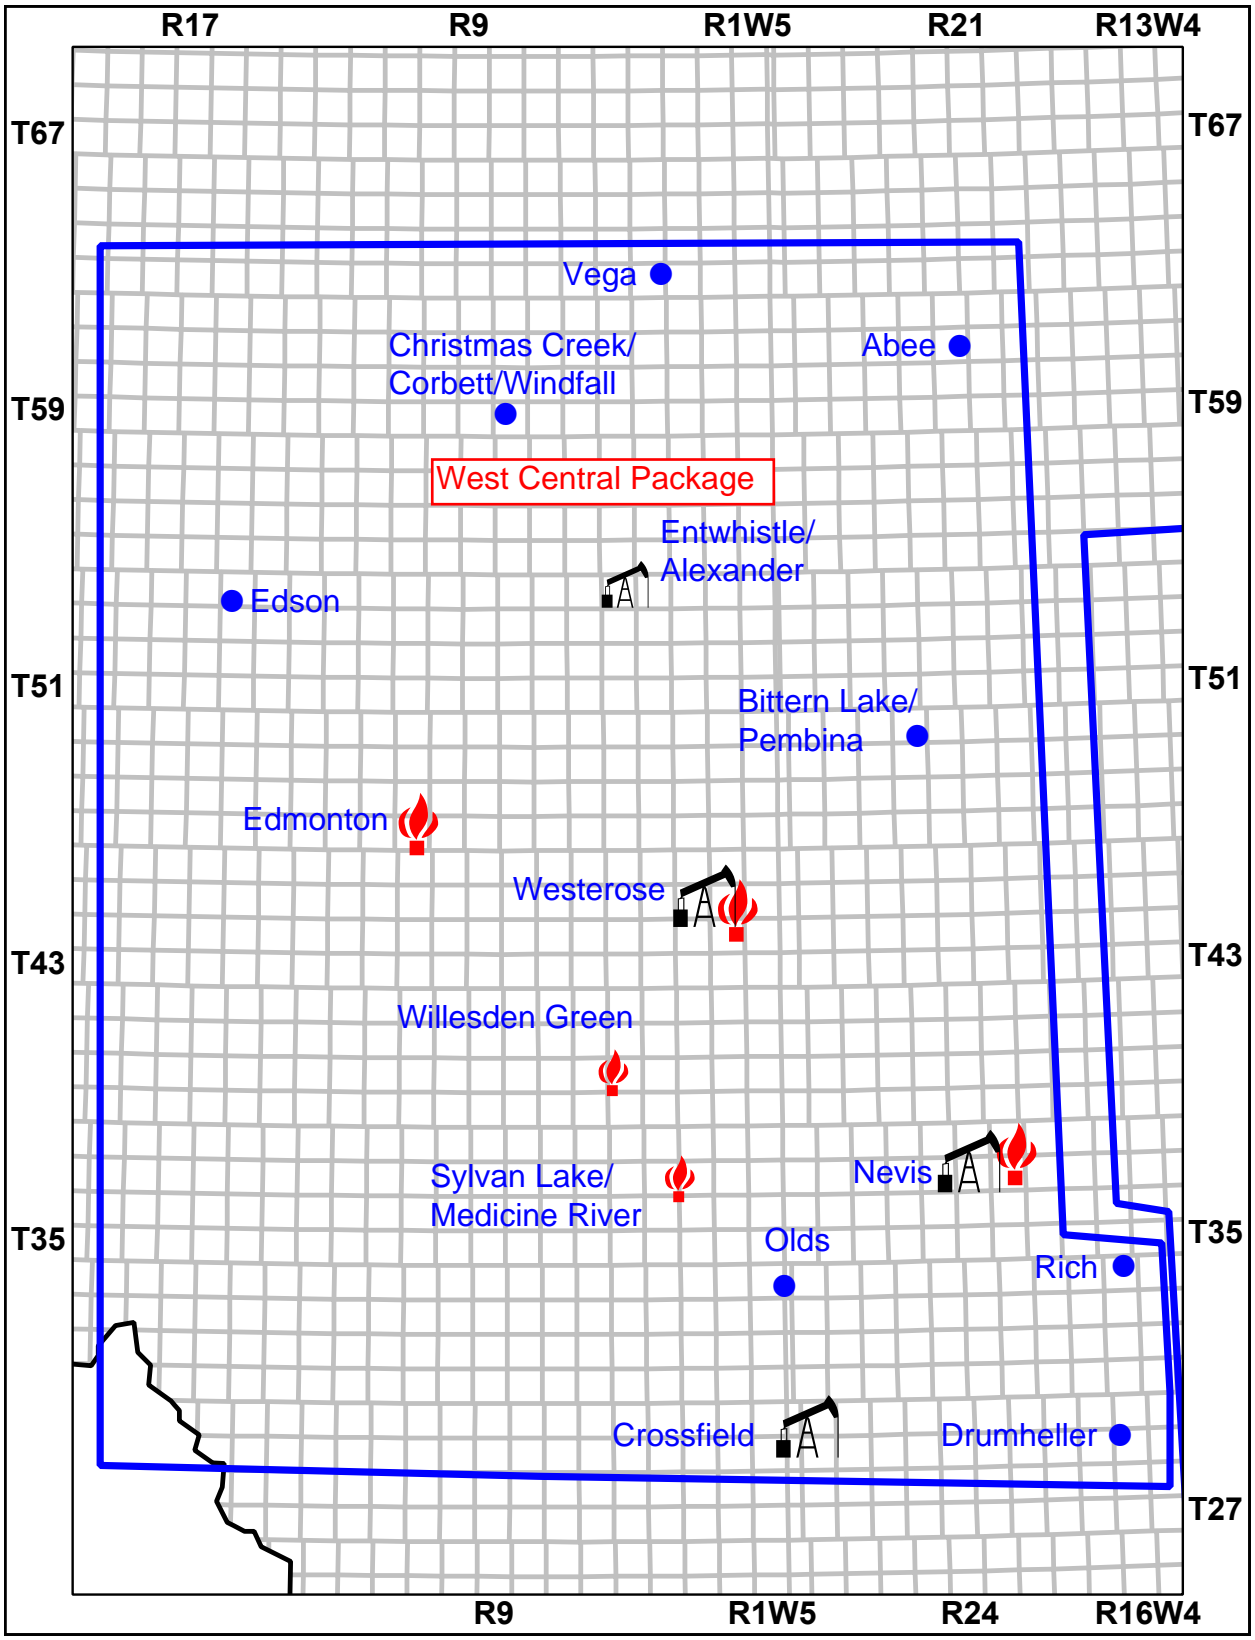 R17 R9 R1W5 R21 R13W4
T67 T67
Vega
Christmas Creek/
Corbett/Windfall
Abee
T59 T59
West Central Package
Entwhistle/
Alexander
Edson
T51 T51
Bittern Lake/
Pembina
Edmonton
Westerose
T43 T43
Willesden Green
Nevis
Sylvan Lake/
Medicine River
T35 T35
Olds
Rich
Crossfield
Drumheller
T27
R9 R1W5 R24 R16W4